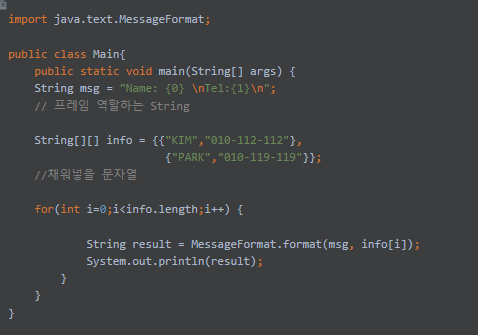 import java.text.MessageFormat;
public class Main{
public static void main(String[] args) {
String msg = "Name: {0} \nTel:{1}\n";
// 프레임 역할하는 String
String[][] info = {{"KIM","010-112-112"},
{"PARK","010-119-119"}};
//채워넣을 문자열
for(int i=0;i<info.length;i++) {
String result = MessageFormat.format(msg, info[i]);
System.out.println(result);
}
}
}